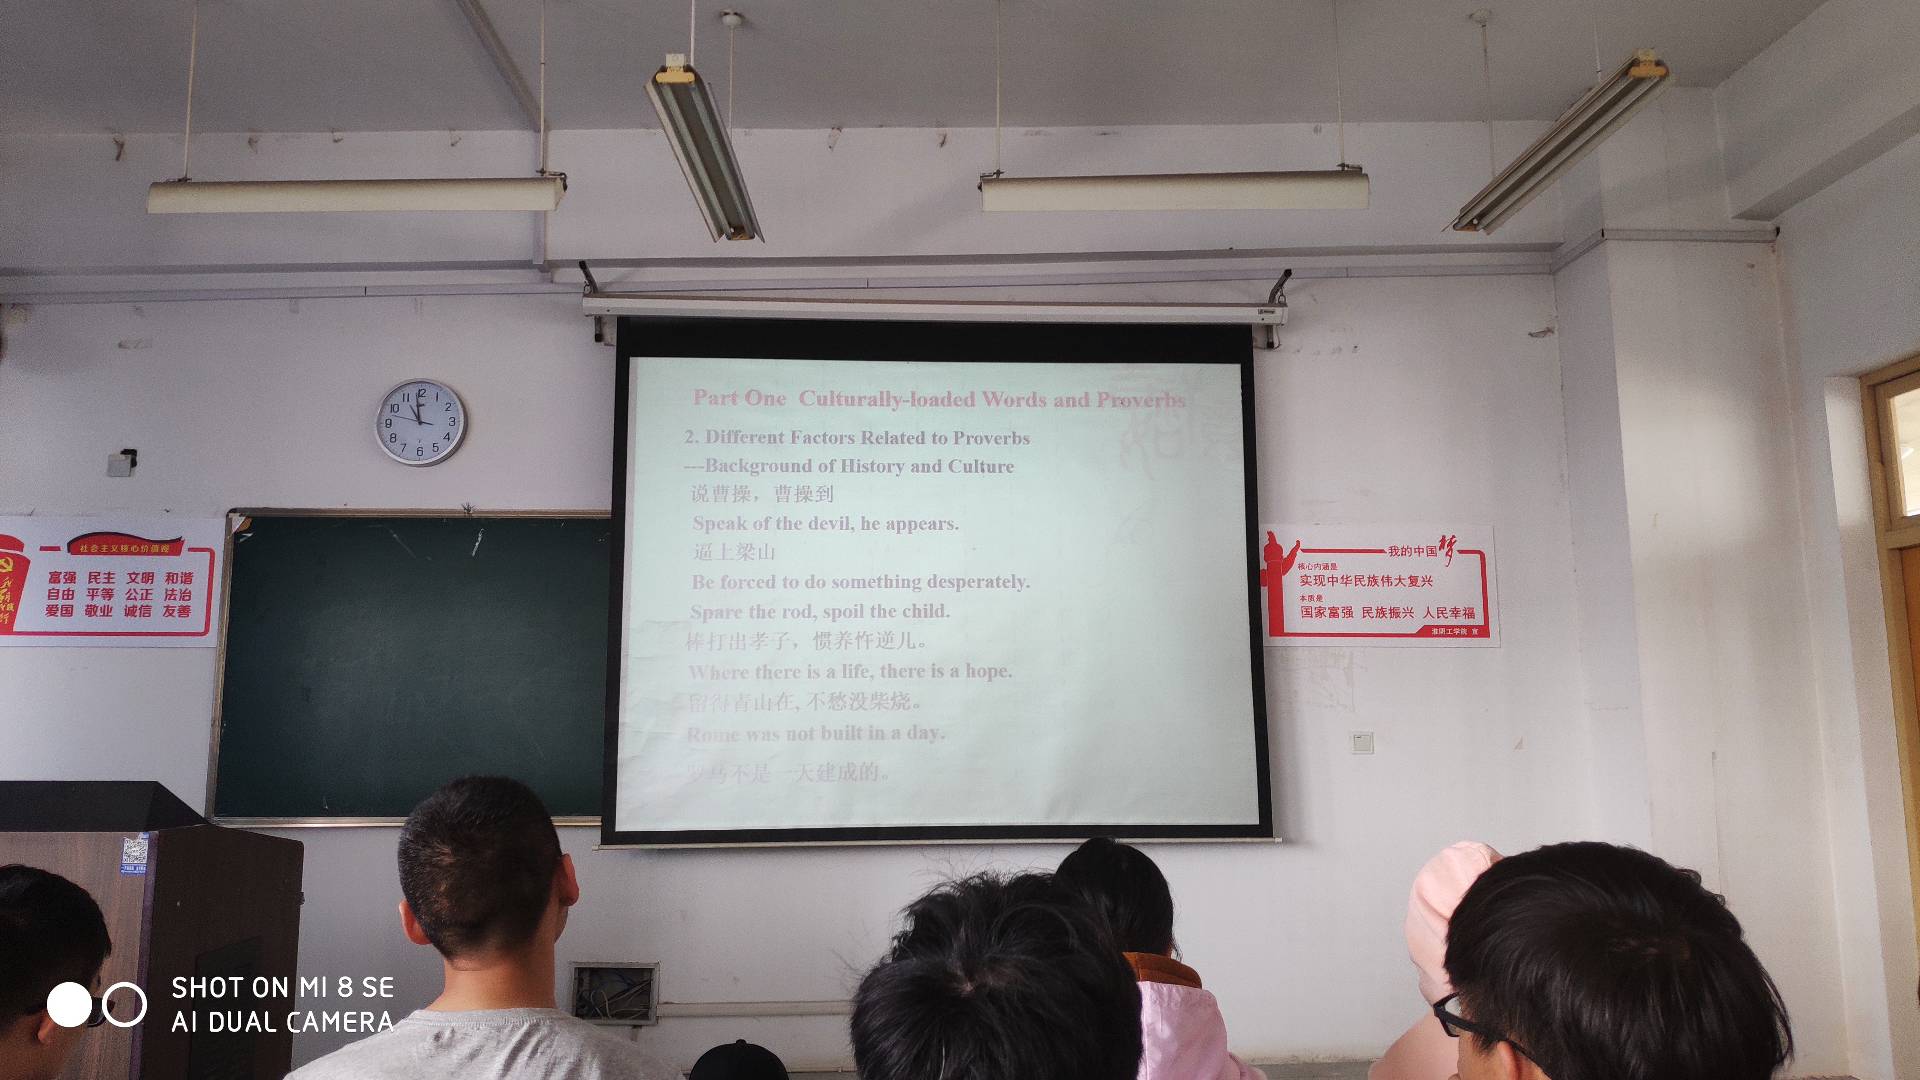 Part One  Culturally-loaded Words and Proverbs
2. Different Factors Related to Proverbs
---Background of History and Culture
说曹操，曹操到
Speak of the devil, he appears.
逼上梁山
Be forced to do something desperately.
Spare the rod, spoil the child.
棒打出孝子，惯养忤逆儿。
Where there is a life, there is a hope.
留得青山在, 不愁没柴烧。
Rome was not built in a day.
罗马不是一天建成的。
社会主义核心价值观
富强 民主 文明 和谐
自由 平等 公正 法治
爱国 敬业 诚信 友善
我的中国梦
核心内涵是
实现中华民族伟大复兴
本质是
国家富强 民族振兴 人民幸福
淮阴工学院 宣
12
1
2
3
4
5
6
7
8
9
10
11
SHOT ON MI 8 SE
AI DUAL CAMERA